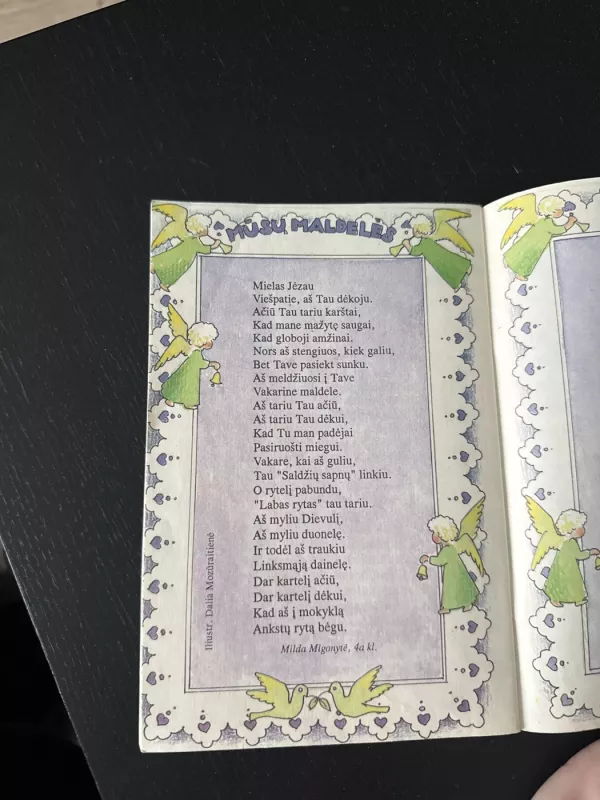 MŪSŲ MALDELĖS
Mielas Jėzau
Viešpatie, aš Tau dėkoju.
Ačiū Tau tariu karštai,
Kad mane mažytę saugai,
Kad globoji amžinai.
Nors aš stengiuos, kiek galiu,
Bet Tave pasiekt sunku.
Aš meldžiuosi į Tave
Vakarine maldele.
Aš tariu Tau ačiū,
Aš tariu Tau dėkui,
Kad Tu man padėjai
Pasiruošti miegui.
Vakare, kai aš guliu,
Tau "Saldžių sapnų" linkiu.
O rytelį pabundu,
"Labas rytas" tau tariu.
Aš myliu Dievulį,
Aš myliu duonelę.
Ir todėl aš traukiu
Linksmąją dainelę.
Dar kartelį ačiū,
Dar kartelį dėkui,
Kad aš į mokyklą
Ankstų rytą bėgu.
Milda Migonytė, 4a kl.
Iliustr. Dalia Mozūraitienė